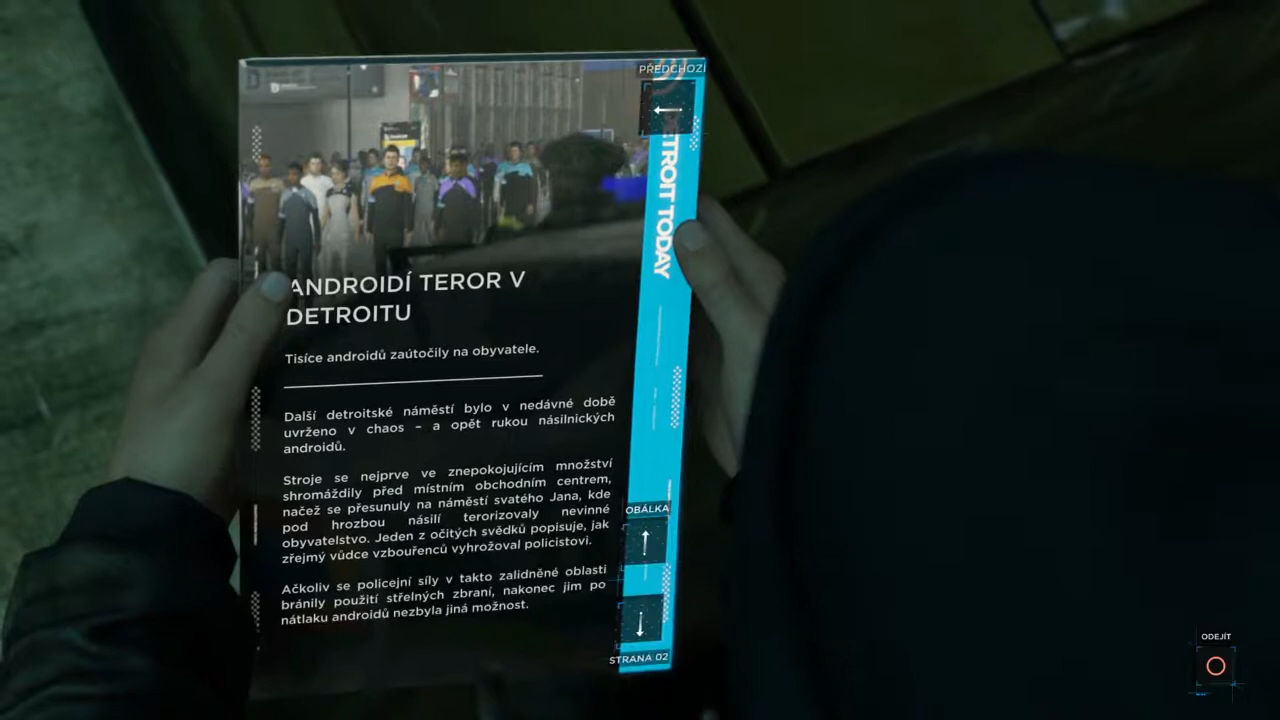 PŘEDCHOZÍ
ETROIT TODAY
ANDROIDÍ TEROR V
DETROITU
Tisíce androidů zaútočily na obyvatele.
Další detroitské náměstí bylo v nedávné době
uvrženo v chaos – a opět rukou násilnických
androidů.
Stroje se nejprve ve znepokojujícím množství
shromáždily před místním obchodním centrem,
načež se přesunuly na náměstí svatého Jana, kde
pod hrozbou násilí terorizovaly nevinné
obyvatelstvo. Jeden z očitých svědků popisuje, jak
zřejmý vůdce vzbouřenců vyhrožoval policistovi.
Ačkoliv se policejní síly v takto zalidněné oblasti
bránily použití střelných zbraní, nakonec jim po
nátlaku androidů nezbyla jiná možnost.
OBÁLKA
STRANA 02
ODEJÍT